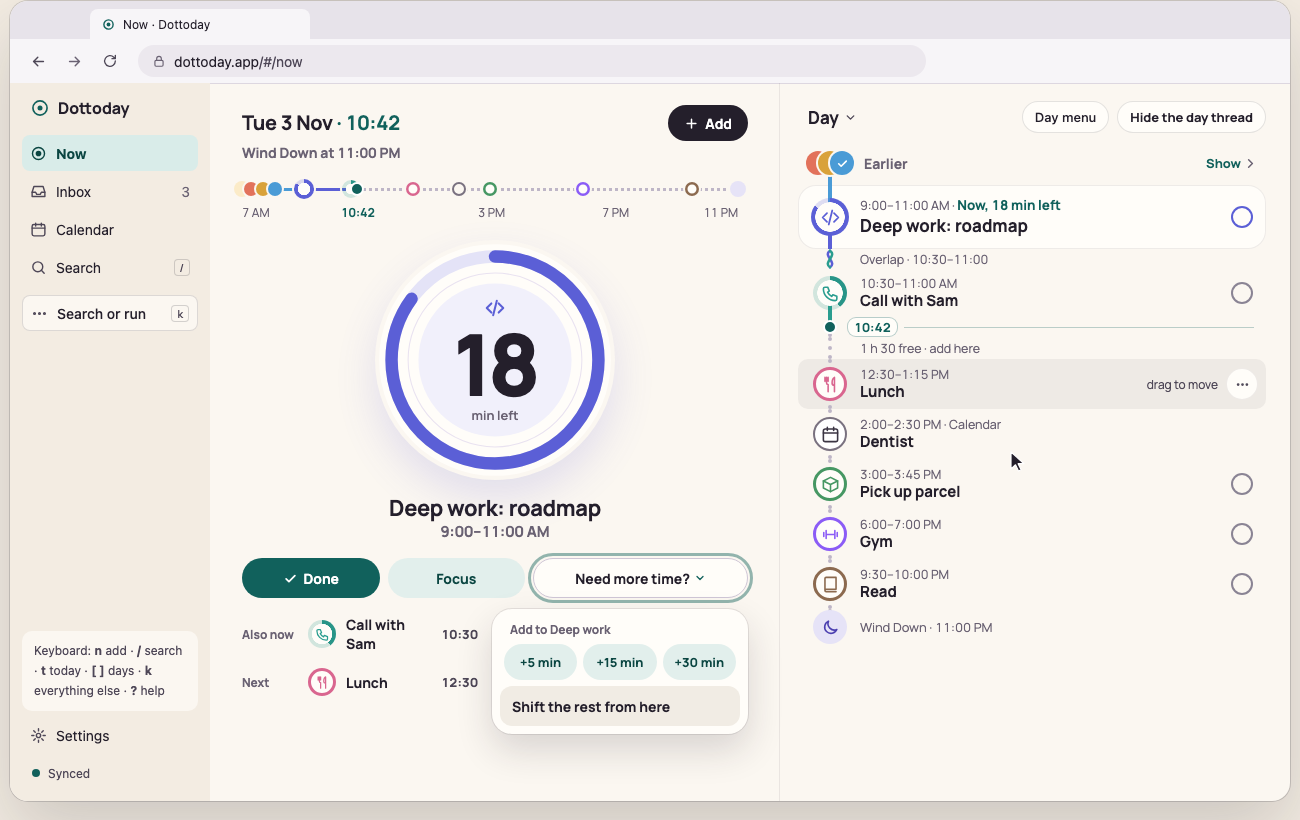 Now · Dottoday
dottoday.app/#/now
Dottoday
Now
Inbox 3
Calendar
Search /
Search or run k
Keyboard: n add · / search
· t today · [ ] days · k
everything else · ? help
Settings
Synced
Tue 3 Nov · 10:42
+ Add
Wind Down at 11:00 PM
7 AM 10:42 3 PM 7 PM 11 PM
</>
18
min left
Deep work: roadmap
9:00–11:00 AM
Done
Focus
Need more time?
Also now Call with Sam 10:30
Next Lunch 12:30
Add to Deep work
+5 min +15 min +30 min
Shift the rest from here
Day
Day menu
Hide the day thread
Earlier
Show
9:00–11:00 AM · Now, 18 min left
Deep work: roadmap
Overlap · 10:30–11:00
10:30–11:00 AM
Call with Sam
10:42
1 h 30 free · add here
12:30–1:15 PM
Lunch
drag to move
2:00–2:30 PM · Calendar
Dentist
3:00–3:45 PM
Pick up parcel
6:00–7:00 PM
Gym
9:30–10:00 PM
Read
Wind Down · 11:00 PM